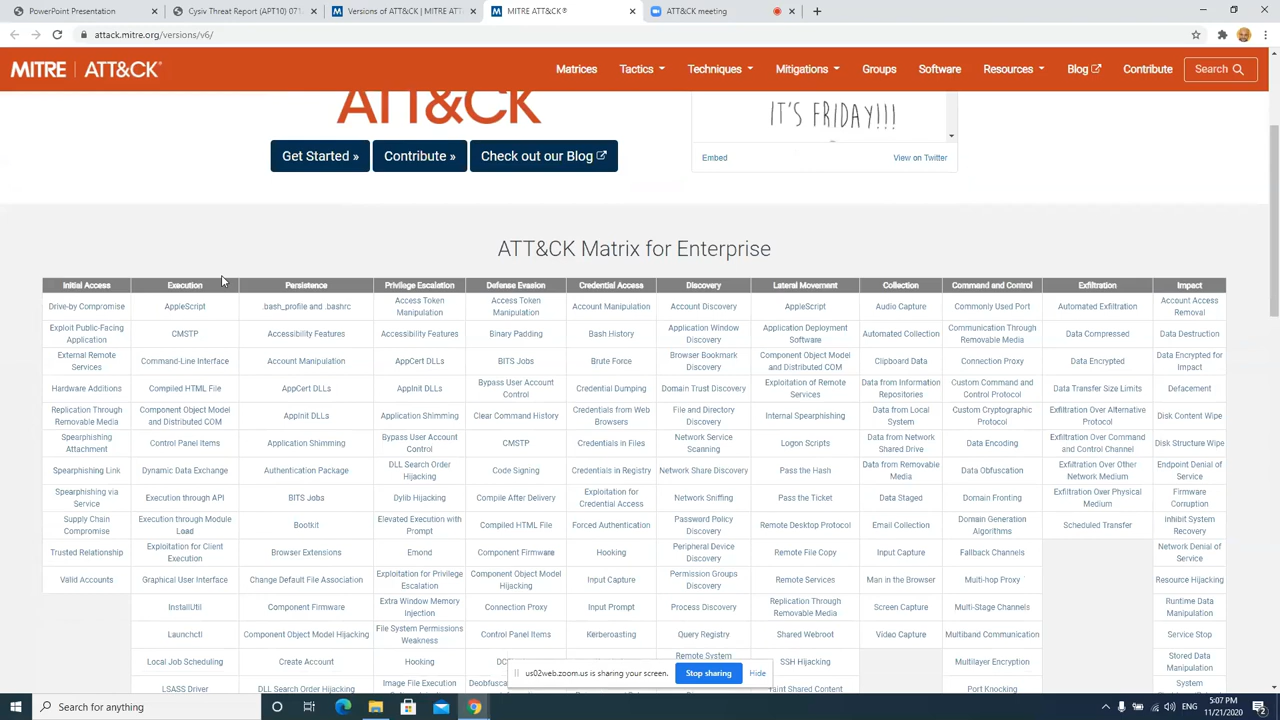 PowerPoint Presentation
Cysiv Threat Report (APT10) 071
Versions of ATT&CK | MITRE ATT
MITRE ATT&CK®
ATT&CK meeting
attack.mitre.org/versions/v6/
MITRE | ATT&CK®
Matrices Tactics Techniques Mitigations Groups Software Resources Blog Contribute Search
ATT&CK
IT'S FRIDAY!!!
Get Started » Contribute » Check out our Blog
Embed View on Twitter
ATT&CK Matrix for Enterprise
Initial Access Execution Persistence Privilege Escalation Defense Evasion Credential Access Discovery Lateral Movement Collection Command and Control Exfiltration Impact
Drive-by Compromise AppleScript .bash_profile and .bashrc Access Token Manipulation Access Token Manipulation Account Manipulation Account Discovery AppleScript Audio Capture Commonly Used Port Automated Exfiltration Account Access Removal
Exploit Public-Facing Application CMSTP Accessibility Features Accessibility Features Binary Padding Bash History Application Window Discovery Application Deployment Software Automated Collection Communication Through Removable Media Data Compressed Data Destruction
External Remote Services Command-Line Interface Account Manipulation AppCert DLLs BITS Jobs Brute Force Browser Bookmark Discovery Component Object Model and Distributed COM Clipboard Data Connection Proxy Data Encrypted Data Encrypted for Impact
Hardware Additions Compiled HTML File AppCert DLLs AppInit DLLs Bypass User Account Control Credential Dumping Domain Trust Discovery Exploitation of Remote Services Data from Information Repositories Custom Command and Control Protocol Data Transfer Size Limits Defacement
Replication Through Removable Media Component Object Model and Distributed COM AppInit DLLs Application Shimming Clear Command History Credentials from Web Browsers File and Directory Discovery Internal Spearphishing Data from Local System Custom Cryptographic Protocol Exfiltration Over Alternative Protocol Disk Content Wipe
Spearphishing Attachment Control Panel Items Application Shimming Bypass User Account Control CMSTP Credentials in Files Network Service Scanning Logon Scripts Data from Network Shared Drive Data Encoding Exfiltration Over Command and Control Channel Disk Structure Wipe
Spearphishing Link Dynamic Data Exchange Authentication Package DLL Search Order Hijacking Code Signing Credentials in Registry Network Share Discovery Pass the Hash Data from Removable Media Data Obfuscation Exfiltration Over Other Network Medium Endpoint Denial of Service
Spearphishing via Service Execution through API BITS Jobs Dylib Hijacking Compile After Delivery Exploitation for Credential Access Network Sniffing Pass the Ticket Data Staged Domain Fronting Exfiltration Over Physical Medium Firmware Corruption
Supply Chain Compromise Execution through Module Load Bootkit Elevated Execution with Prompt Compiled HTML File Forced Authentication Password Policy Discovery Remote Desktop Protocol Email Collection Domain Generation Algorithms Scheduled Transfer Inhibit System Recovery
Trusted Relationship Exploitation for Client Execution Browser Extensions Emond Component Firmware Hooking Peripheral Device Discovery Remote File Copy Input Capture Fallback Channels Network Denial of Service
Valid Accounts Graphical User Interface Change Default File Association Exploitation for Privilege Escalation Component Object Model Hijacking Input Capture Permission Groups Discovery Remote Services Man in the Browser Multi-hop Proxy Resource Hijacking
InstallUtil Component Firmware Extra Window Memory Injection Connection Proxy Input Prompt Process Discovery Replication Through Removable Media Screen Capture Multi-Stage Channels Runtime Data Manipulation
Launchctl Component Object Model Hijacking File System Permissions Weakness Control Panel Items Kerberoasting Query Registry Shared Webroot Video Capture Multiband Communication Service Stop
Local Job Scheduling Create Account Hooking Remote System SSH Hijacking Multilayer Encryption Stored Data Manipulation
LSASS Driver DLL Search Order Hijacking Image File Execution Taint Shared Content Port Knocking System
us02web.zoom.us is sharing your screen. Stop sharing Hide
Search for anything
ENG
5:07 PM
11/21/2020